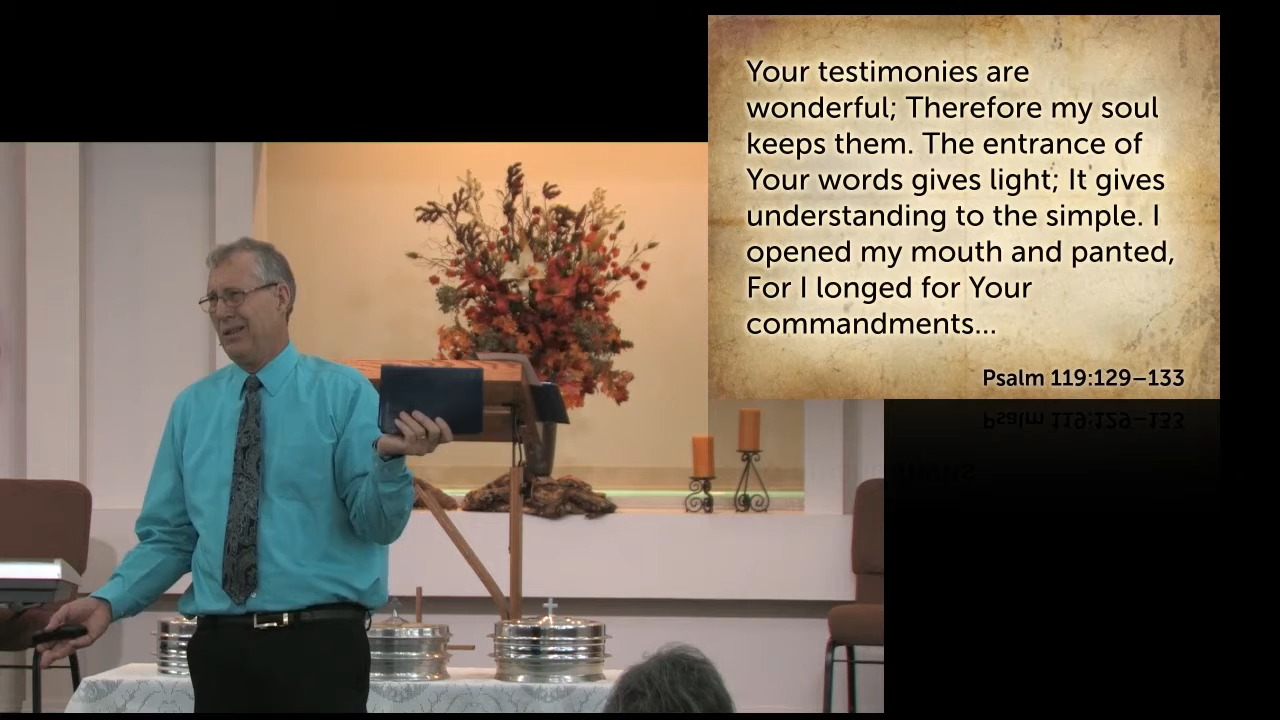 Your testimonies are
wonderful; Therefore my soul
keeps them. The entrance of
Your words gives light; It gives
understanding to the simple. I
opened my mouth and panted,
For I longed for Your
commandments...
Psalm 119:129–133